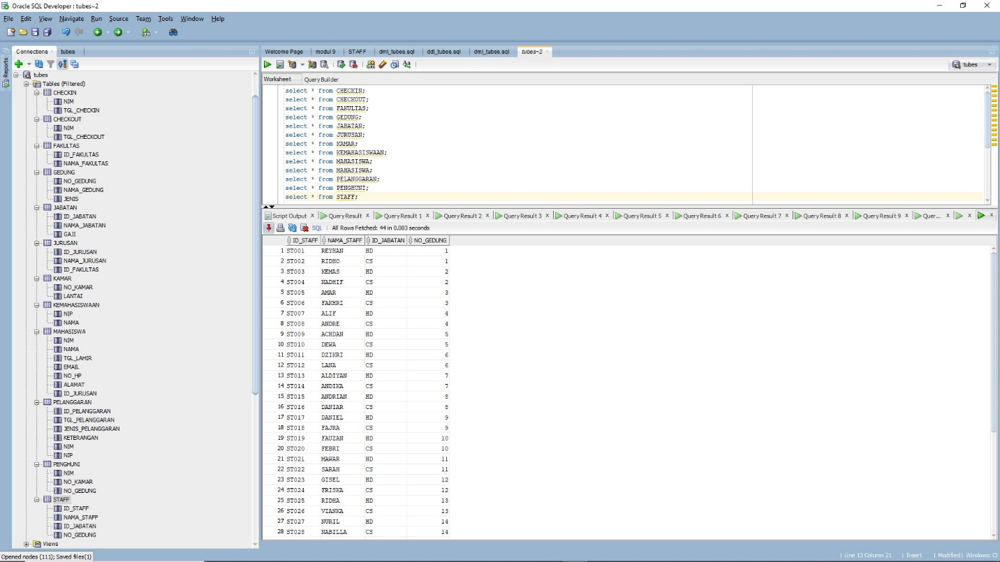 Oracle SQL Developer : tubes~2
File Edit View Navigate Run Source Team Tools Window Help
Connections tubes
Reports
tubes
Tables (Filtered)
CHECKIN
NIM
TGL_CHECKIN
CHECKOUT
NIM
TGL_CHECKOUT
FAKULTAS
ID_FAKULTAS
NAMA_FAKULTAS
GEDUNG
NO_GEDUNG
NAMA_GEDUNG
JENIS
JABATAN
ID_JABATAN
NAMA_JABATAN
GAJI
JURUSAN
ID_JURUSAN
NAMA_JURUSAN
ID_FAKULTAS
KAMAR
NO_KAMAR
LANTAI
KEMAHASISWAAN
NIP
NAMA
MAHASISWA
NIM
NAMA
TGL_LAHIR
EMAIL
NO_HP
ALAMAT
ID_JURUSAN
PELANGGARAN
ID_PELANGGARAN
TGL_PELANGGARAN
JENIS_PELANGGARAN
KETERANGAN
NIM
NIP
PENGHUNI
NIM
NO_KAMAR
NO_GEDUNG
STAFF
ID_STAFF
NAMA_STAFF
ID_JABATAN
NO_GEDUNG
Views
Welcome Page modul 9 STAFF dml_tubes.sql ddl_tubes.sql dml_tubes.sql tubes~2
tubes
Worksheet Query Builder
select * from CHECKIN;
select * from CHECKOUT;
select * from FAKULTAS;
select * from GEDUNG;
select * from JABATAN;
select * from JURUSAN;
select * from KAMAR;
select * from KEMAHASISWAAN;
select * from MAHASISWA;
select * from MAHASISWA;
select * from PELANGGARAN;
select * from PENGHUNI;
select * from STAFF;
Script Output x Query Result x Query Result 1 x Query Result 2 x Query Result 3 x Query Result 4 x Query Result 5 x Query Result 6 x Query Result 7 x Query Result 8 x Query Result 9 x Quer... x x x
SQL | All Rows Fetched: 44 in 0.003 seconds
ID_STAFF NAMA_STAFF ID_JABATAN NO_GEDUNG
1 ST001 REYHAN HD 1
2 ST002 RIDHO CS 1
3 ST003 KEMAS HD 2
4 ST004 NADHIF CS 2
5 ST005 AMAR HD 3
6 ST006 FAKHRI CS 3
7 ST007 ALIF HD 4
8 ST008 ANDRE CS 4
9 ST009 ACHDAN HD 5
10 ST010 DEWA CS 5
11 ST011 DZIKRI HD 6
12 ST012 LANA CS 6
13 ST013 ALDIYAN HD 7
14 ST014 ANDIKA CS 7
15 ST015 ANDRIAN HD 8
16 ST016 DANIAR CS 8
17 ST017 DANIEL HD 9
18 ST018 FAJRA CS 9
19 ST019 FAUZAN HD 10
20 ST020 FEBRI CS 10
21 ST021 MAWAR HD 11
22 ST022 SARAH CS 11
23 ST023 GISEL HD 12
24 ST024 FRISKA CS 12
25 ST025 RIDHA HD 13
26 ST026 VIANKA CS 13
27 ST027 NURIL HD 14
28 ST028 NABILLA CS 14
Opened nodes (111); Saved files(1)
| Line 13 Column 21 | Insert | Modified | Windows: CI